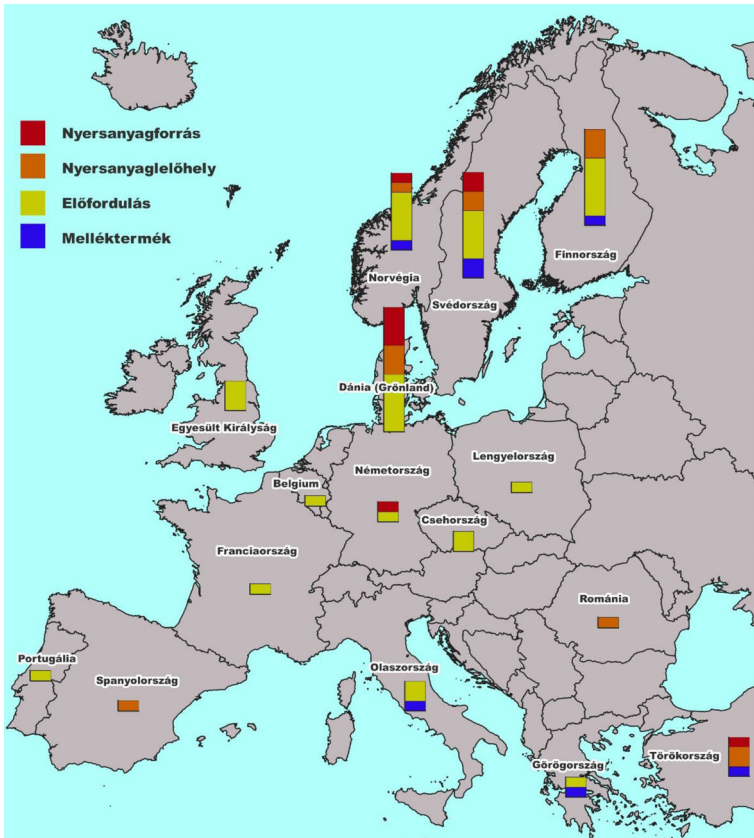 Nyersanyagforrás
Nyersanyaglelőhely
Előfordulás
Melléktermék
Finnország
Norvégia
Svédország
Dánia (Grönland)
Egyesült Királyság
Lengyelország
Németország
Belgium
Csehország
Franciaország
Románia
Portugália
Olaszország
Spanyolország
Törökország
Görögország